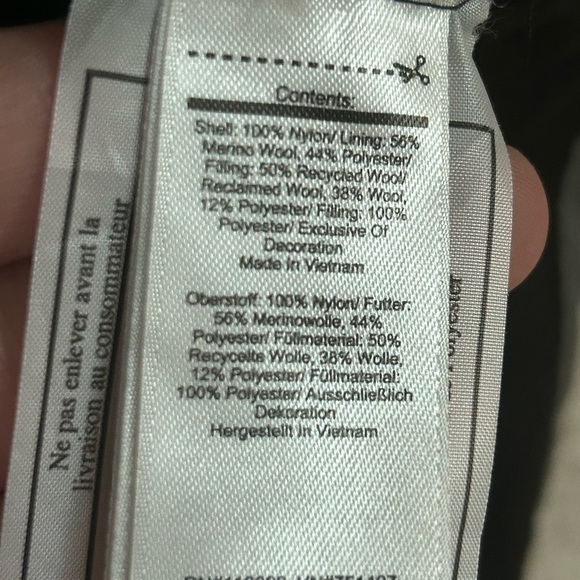 Contents:
Shell: 100% Nylon/ Lining: 56%
Merino Wool, 44% Polyester/
Filling: 50% Recycled Wool/
Reclaimed Wool, 38% Wool,
12% Polyester/ Filling: 100%
Polyester/ Exclusive Of
Decoration
Made In Vietnam
Oberstoff: 100% Nylon/ Futter:
56% Merinowolle, 44%
Polyester/ Füllmaterial: 50%
Recycelte Wolle, 38% Wolle,
12% Polyester/ Füllmaterial:
100% Polyester/ Ausschließlich
Dekoration
Hergestellt In Vietnam
Ne pas enlever avant la
livraison au consommateur